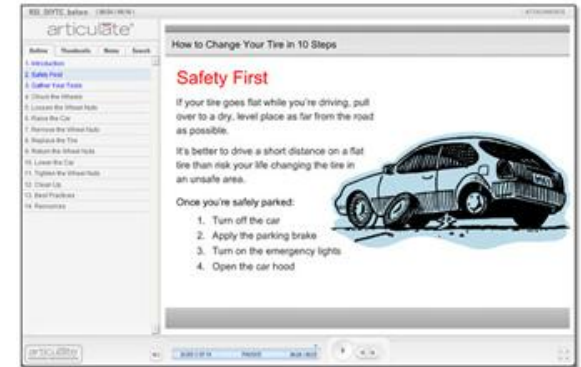 articulate
ATTACHMENTS
Outline Thumbnails Notes Search
1. Introduction
2. Safety First
3. Gather Your Tools
4. Chock the Wheels
5. Loosen the Wheel Nuts
6. Raise the Car
7. Remove the Wheel Nuts
8. Replace the Tire
9. Return the Wheel Nuts
10. Lower the Car
11. Tighten the Wheel Nuts
12. Clean Up
13. Best Practices
14. Resources
How to Change Your Tire in 10 Steps
Safety First
If your tire goes flat while you're driving, pull
over to a dry, level place as far from the road
as possible.
It's better to drive a short distance on a flat
tire than risk your life changing the tire in
an unsafe area.
Once you're safely parked:
1. Turn off the car
2. Apply the parking brake
3. Turn on the emergency lights
4. Open the car hood
articulate
SLIDE 2 OF 14